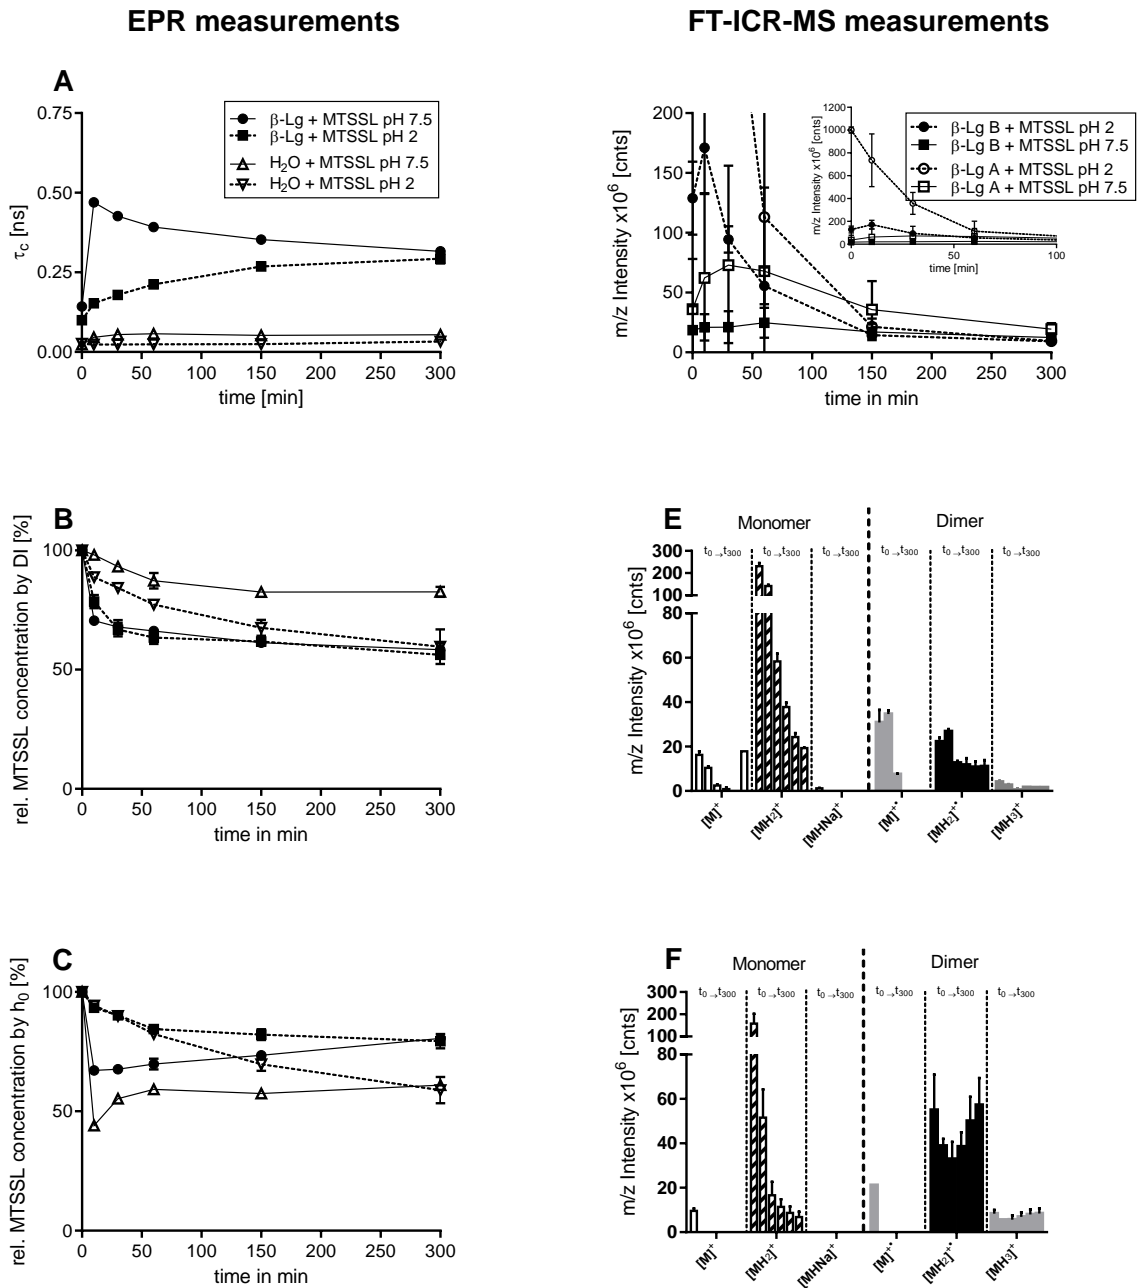 EPR measurements
FT-ICR-MS measurements
A
0.75
0.50
0.25
0.00
τc [ns]
β-Lg + MTSSL pH 7.5
β-Lg + MTSSL pH 2
H2O + MTSSL pH 7.5
H2O + MTSSL pH 2
0 50 100 150 200 250 300
time [min]
200
150
100
50
0
m/z Intensity x10⁶ [cnts]
1200
1000
800
600
400
200
0
m/z Intensity x10⁶ [cnts]
0 50 100
time [min]
β-Lg B + MTSSL pH 2
β-Lg B + MTSSL pH 7.5
β-Lg A + MTSSL pH 2
β-Lg A + MTSSL pH 7.5
0 50 100 150 200 250 300
time in min
B
100
50
0
rel. MTSSL concentration by DI [%]
0 50 100 150 200 250 300
time in min
E
Monomer Dimer
t0→t300 t0→t300 t0→t300 t0→t300 t0→t300 t0→t300
300
200
100
80
60
40
20
0
m/z Intensity x10⁶ [cnts]
[M]⁺ [MH2]⁺ [MHNa]⁺ [M]⁺• [MH2]⁺• [MH3]⁺
C
100
50
0
rel. MTSSL concentration by h0 [%]
0 50 100 150 200 250 300
time in min
F
Monomer Dimer
t0→t300 t0→t300 t0→t300 t0→t300 t0→t300 t0→t300
300
200
100
80
60
40
20
0
m/z Intensity x10⁶ [cnts]
[M]⁺ [MH2]⁺ [MHNa]⁺ [M]⁺• [MH2]⁺• [MH3]⁺